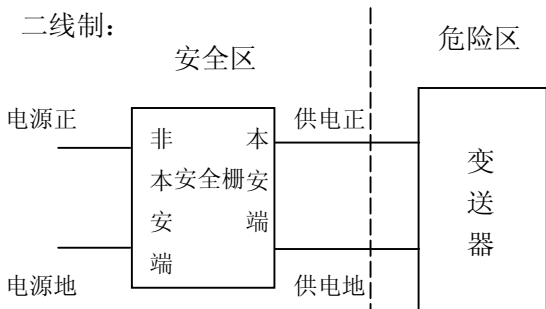 二线制：
安全区
危险区
电源正
供电正
非本安端
安全栅
本安端
变送器
电源地
供电地